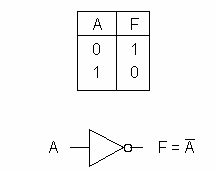 A F
0 1
1 0
A F = A̅